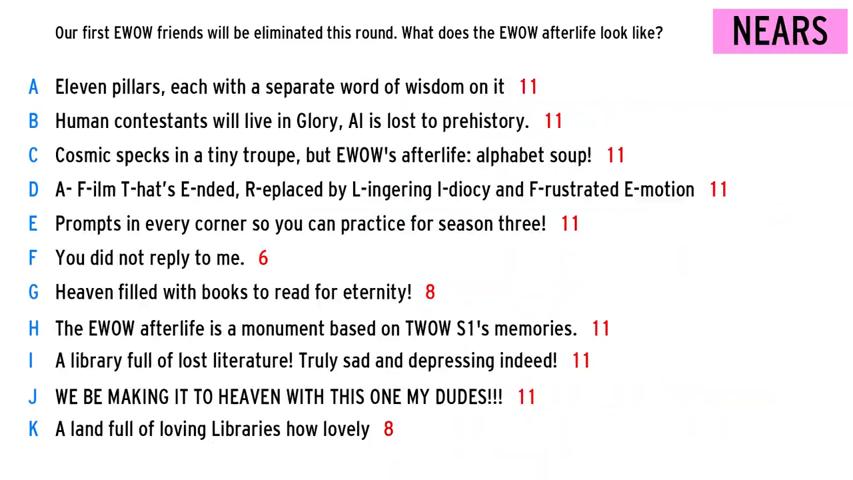 Our first EWOW friends will be eliminated this round. What does the EWOW afterlife look like?
NEARS
A Eleven pillars, each with a separate word of wisdom on it 11
B Human contestants will live in Glory, AI is lost to prehistory. 11
C Cosmic specks in a tiny troupe, but EWOW's afterlife: alphabet soup! 11
D A- F-ilm T-hat's E-nded, R-eplaced by L-ingering I-diocy and F-rustrated E-motion 11
E Prompts in every corner so you can practice for season three! 11
F You did not reply to me. 6
G Heaven filled with books to read for eternity! 8
H The EWOW afterlife is a monument based on TWOW S1's memories. 11
I A library full of lost literature! Truly sad and depressing indeed! 11
J WE BE MAKING IT TO HEAVEN WITH THIS ONE MY DUDES!!! 11
K A land full of loving Libraries how lovely 8